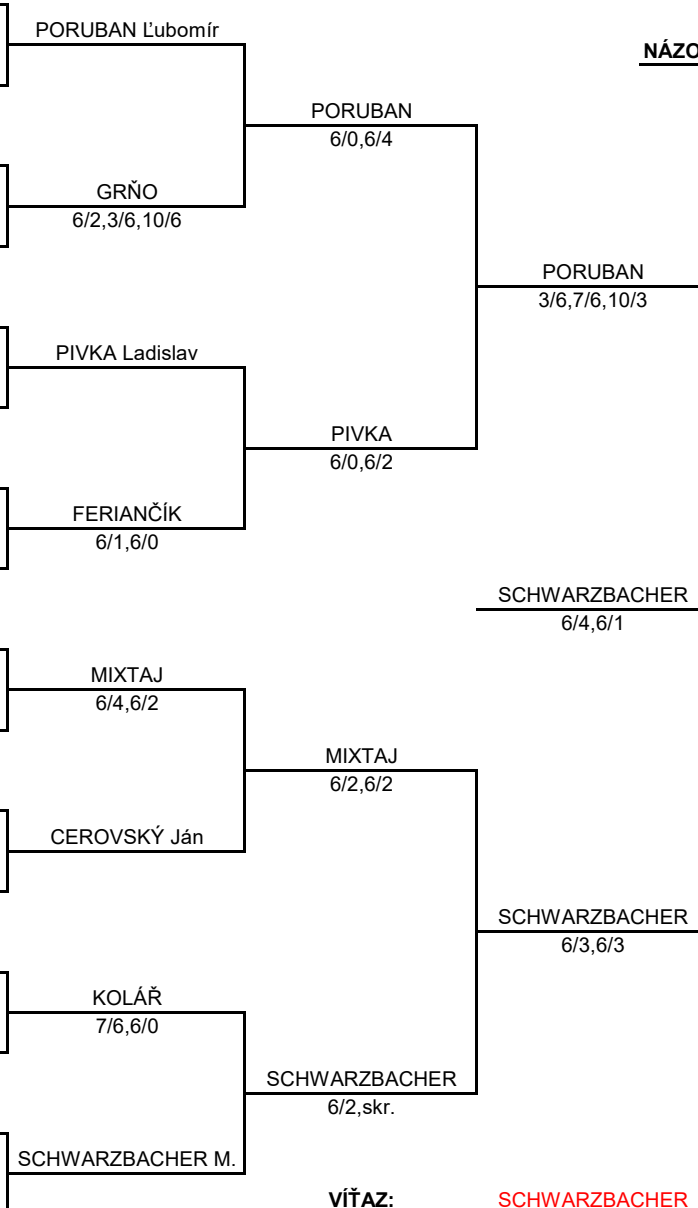 PORUBAN Ľubomír
NÁZO
PORUBAN
6/0,6/4
GRŇO
6/2,3/6,10/6
PORUBAN
3/6,7/6,10/3
PIVKA Ladislav
PIVKA
6/0,6/2
FERIANČÍK
6/1,6/0
SCHWARZBACHER
6/4,6/1
MIXTAJ
6/4,6/2
MIXTAJ
6/2,6/2
CEROVSKÝ Ján
SCHWARZBACHER
6/3,6/3
KOLÁŘ
7/6,6/0
SCHWARZBACHER
6/2,skr.
SCHWARZBACHER M.
VÍŤAZ: SCHWARZBACHER